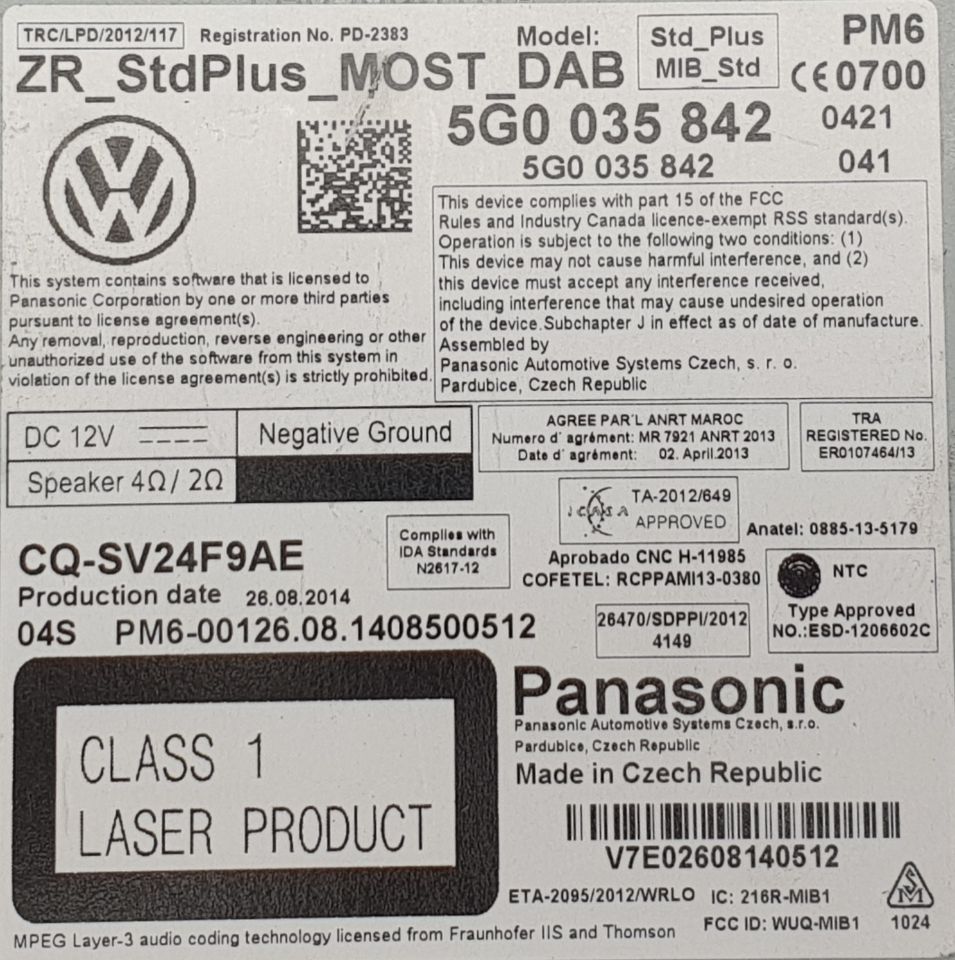 TRC/LPD/2012/117
Registration No. PD-2383
ZR_StdPlus_MOST_DAB
Model:
Std_Plus
MIB_Std
PM6
CE0700
5G0 035 842
0421
5G0 035 842
041
This system contains software that is licensed to
Panasonic Corporation by one or more third parties
pursuant to license agreement(s).
Any removal, reproduction, reverse engineering or other
unauthorized use of the software from this system in
violation of the license agreement(s) is strictly prohibited.
This device complies with part 15 of the FCC
Rules and Industry Canada licence-exempt RSS standard(s).
Operation is subject to the following two conditions: (1)
This device may not cause harmful interference, and (2)
this device must accept any interference received,
including interference that may cause undesired operation
of the device.Subchapter J in effect as of date of manufacture.
Assembled by
Panasonic Automotive Systems Czech, s. r. o.
Pardubice, Czech Republic
DC 12V
Negative Ground
Speaker 4Ω/ 2Ω
AGREE PAR'L ANRT MAROC
Numero d' agrément: MR 7921 ANRT 2013
Date d' agrément: 02. April.2013
TRA
REGISTERED No.
ER0107464/13
icasa
TA-2012/649
APPROVED
Anatel: 0885-13-5179
CQ-SV24F9AE
Complies with
IDA Standards
N2617-12
Aprobado CNC H-11985
COFETEL: RCPPAMI13-0380
NTC
Type Approved
NO.:ESD-1206602C
Production date 26.08.2014
04S PM6-00126.08.1408500512
26470/SDPPI/2012
4149
CLASS 1
LASER PRODUCT
Panasonic
Panasonic Automotive Systems Czech, s.r.o.
Pardubice, Czech Republic
Made in Czech Republic
V7E02608140512
ETA-2095/2012/WRLO
IC: 216R-MIB1
FCC ID: WUQ-MIB1
1024
MPEG Layer-3 audio coding technology licensed from Fraunhofer IIS and Thomson